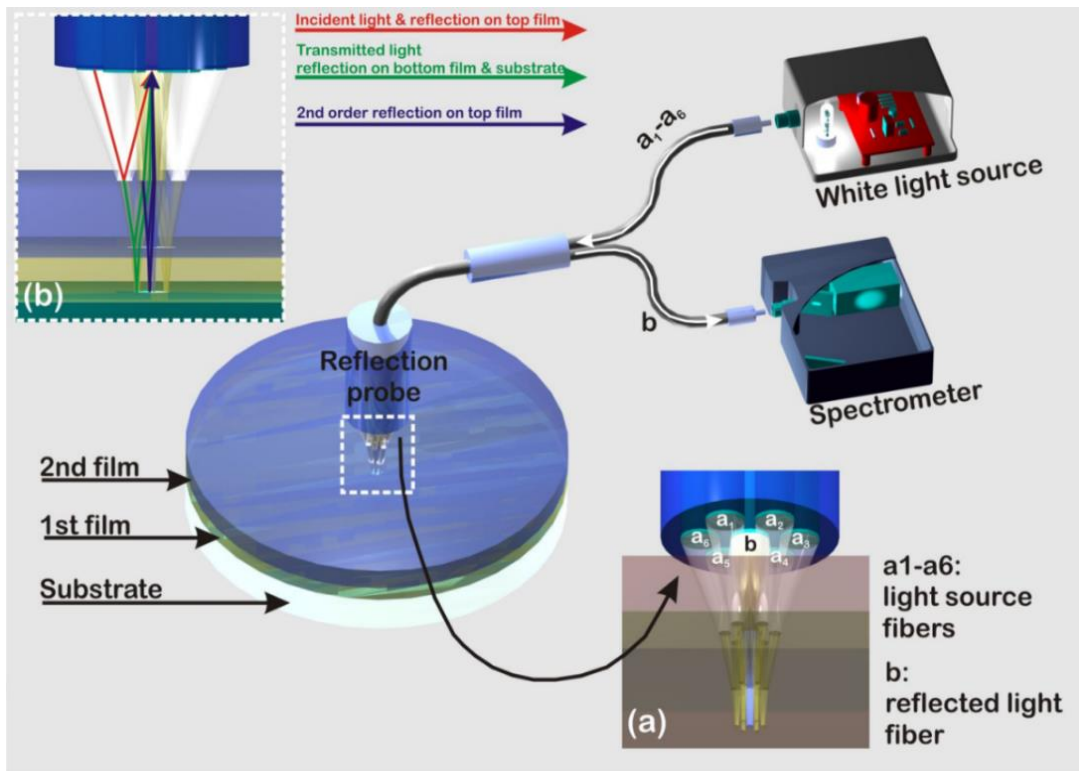 Incident light & reflection on top film
Transmitted light
reflection on bottom film & substrate
2nd order reflection on top film
(b)
a₁-a₆
White light source
b
Spectrometer
Reflection
probe
2nd film
1st film
Substrate
a₁ a₂
a₆ b a₃
a₅ a₄
(a)
a1-a6:
light source
fibers
b:
reflected light
fiber